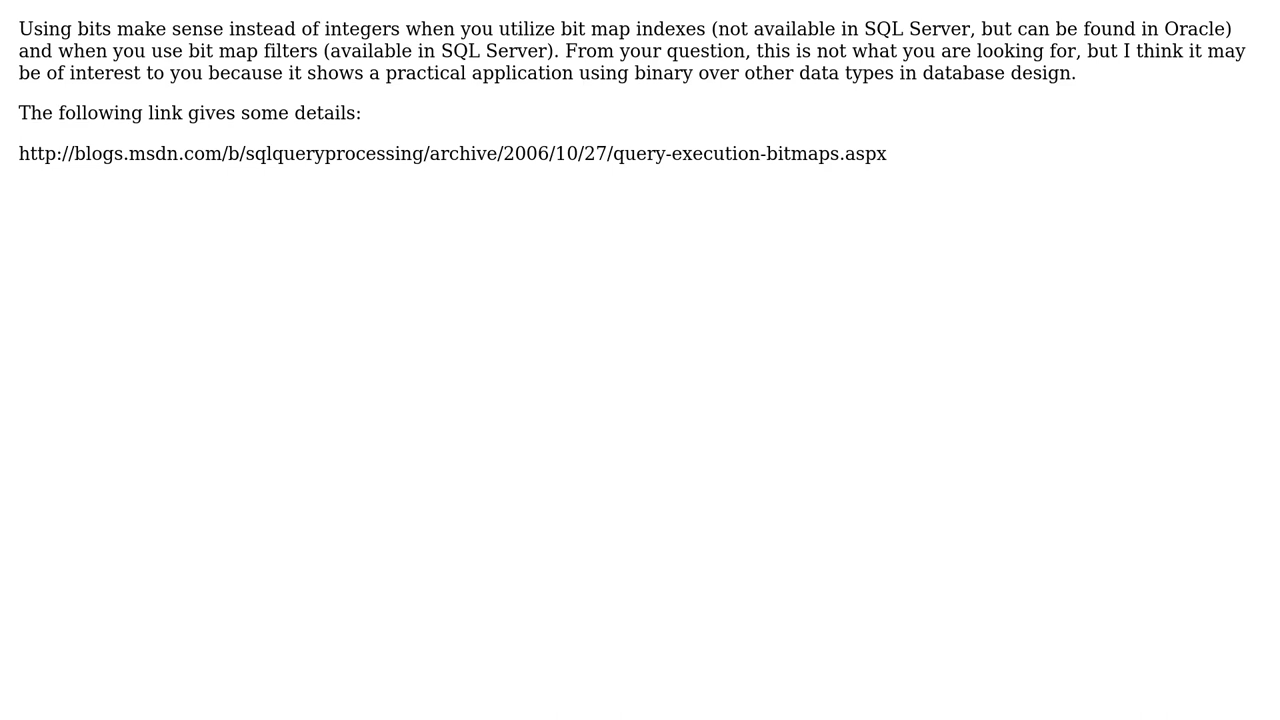 Using bits make sense instead of integers when you utilize bit map indexes (not available in SQL Server, but can be found in Oracle)
and when you use bit map filters (available in SQL Server). From your question, this is not what you are looking for, but I think it may
be of interest to you because it shows a practical application using binary over other data types in database design.
The following link gives some details:
http://blogs.msdn.com/b/sqlqueryprocessing/archive/2006/10/27/query-execution-bitmaps.aspx